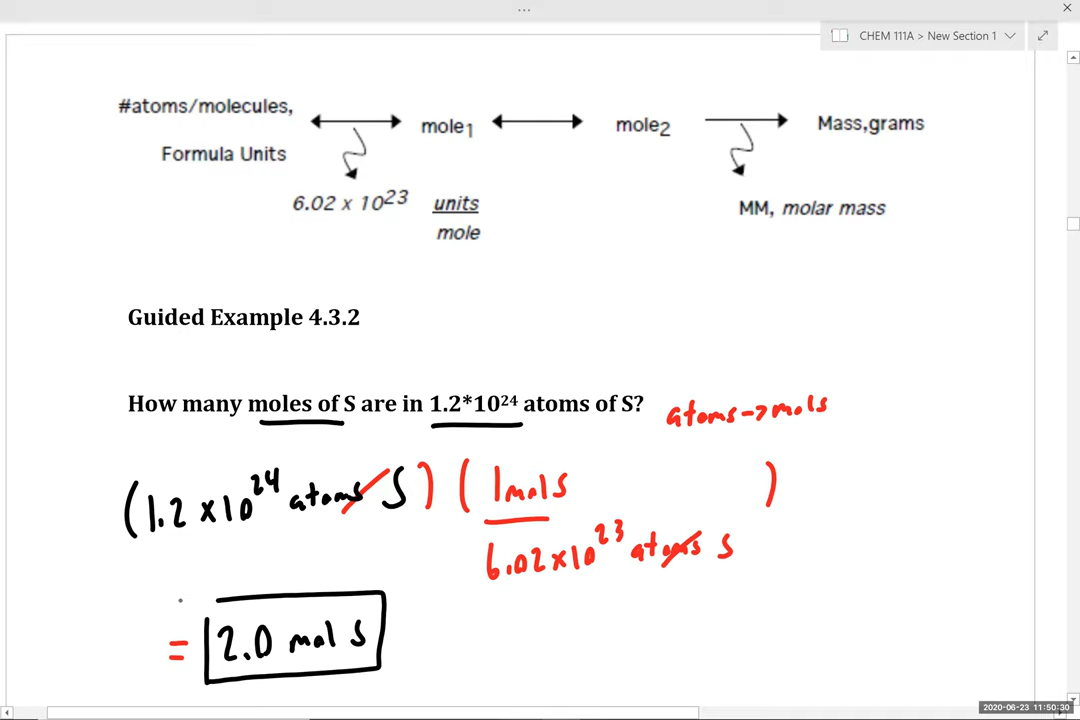 CHEM 111A > New Section 1
#atoms/molecules,
Formula Units
mole1
mole2
Mass,grams
6.02 x 10^23 units
mole
MM, molar mass
Guided Example 4.3.2
How many moles of S are in 1.2*10^24 atoms of S? atoms->mols
(1.2 x 10^24 atoms S) (1 mol S)
6.02 x 10^23 atoms S
= 2.0 mol S
2020-06-23 11:50:30